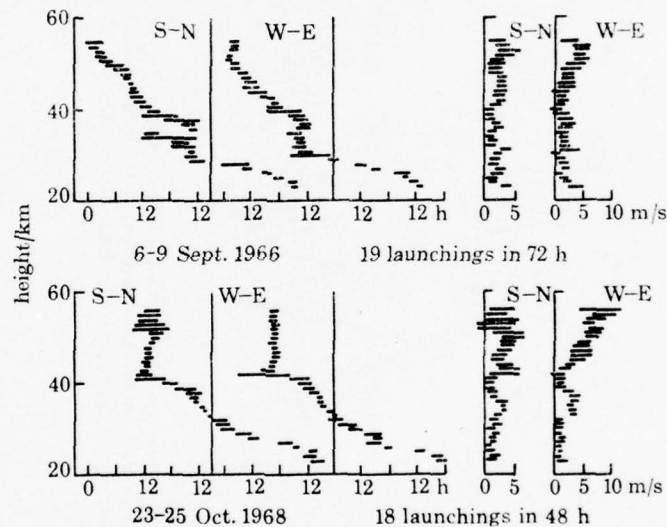 60
S–N
W–E
S–N
W–E
40
20
0 12 12 12 12 12 12 h 0 5 0 5 10 m/s
6-9 Sept. 1966 19 launchings in 72 h
height/km
60
S–N
W–E
S–N
W–E
40
20
0 12 12 12 12 12 h 0 5 0 5 10 m/s
23-25 Oct. 1968 18 launchings in 48 h